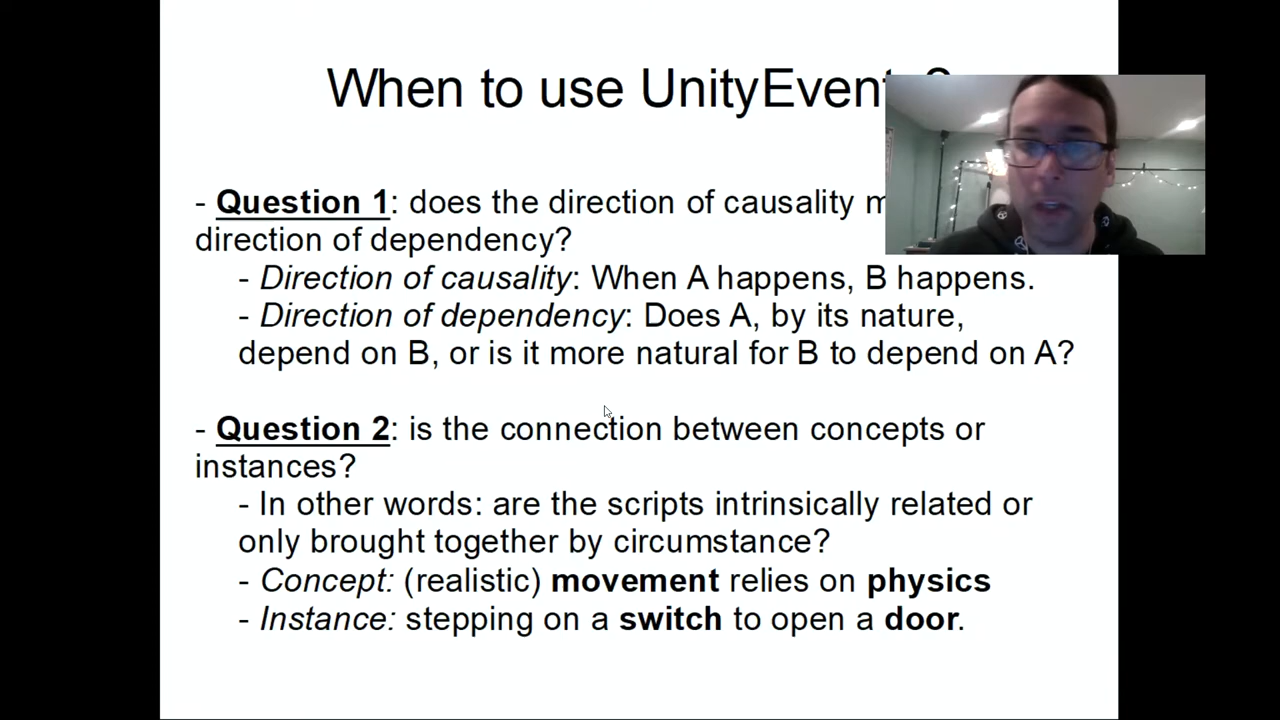 When to use UnityEvent
- Question 1: does the direction of causality
direction of dependency?
- Direction of causality: When A happens, B happens.
- Direction of dependency: Does A, by its nature,
depend on B, or is it more natural for B to depend on A?
- Question 2: is the connection between concepts or
instances?
- In other words: are the scripts intrinsically related or
only brought together by circumstance?
- Concept: (realistic) movement relies on physics
- Instance: stepping on a switch to open a door.